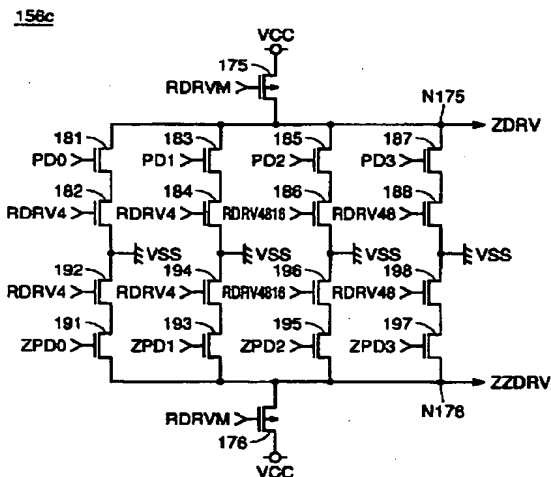 156c
VCC
175
RDRVM
N175
ZDRV
181 183 185 187
PD0 PD1 PD2 PD3
182 184 186 188
RDRV4 RDRV4 RDRV4816 RDRV48
VSS VSS VSS VSS
192 194 196 198
RDRV4 RDRV4 RDRV4816 RDRV48
191 193 195 197
ZPD0 ZPD1 ZPD2 ZPD3
ZZDRV
RDRVM
N176
176
VCC